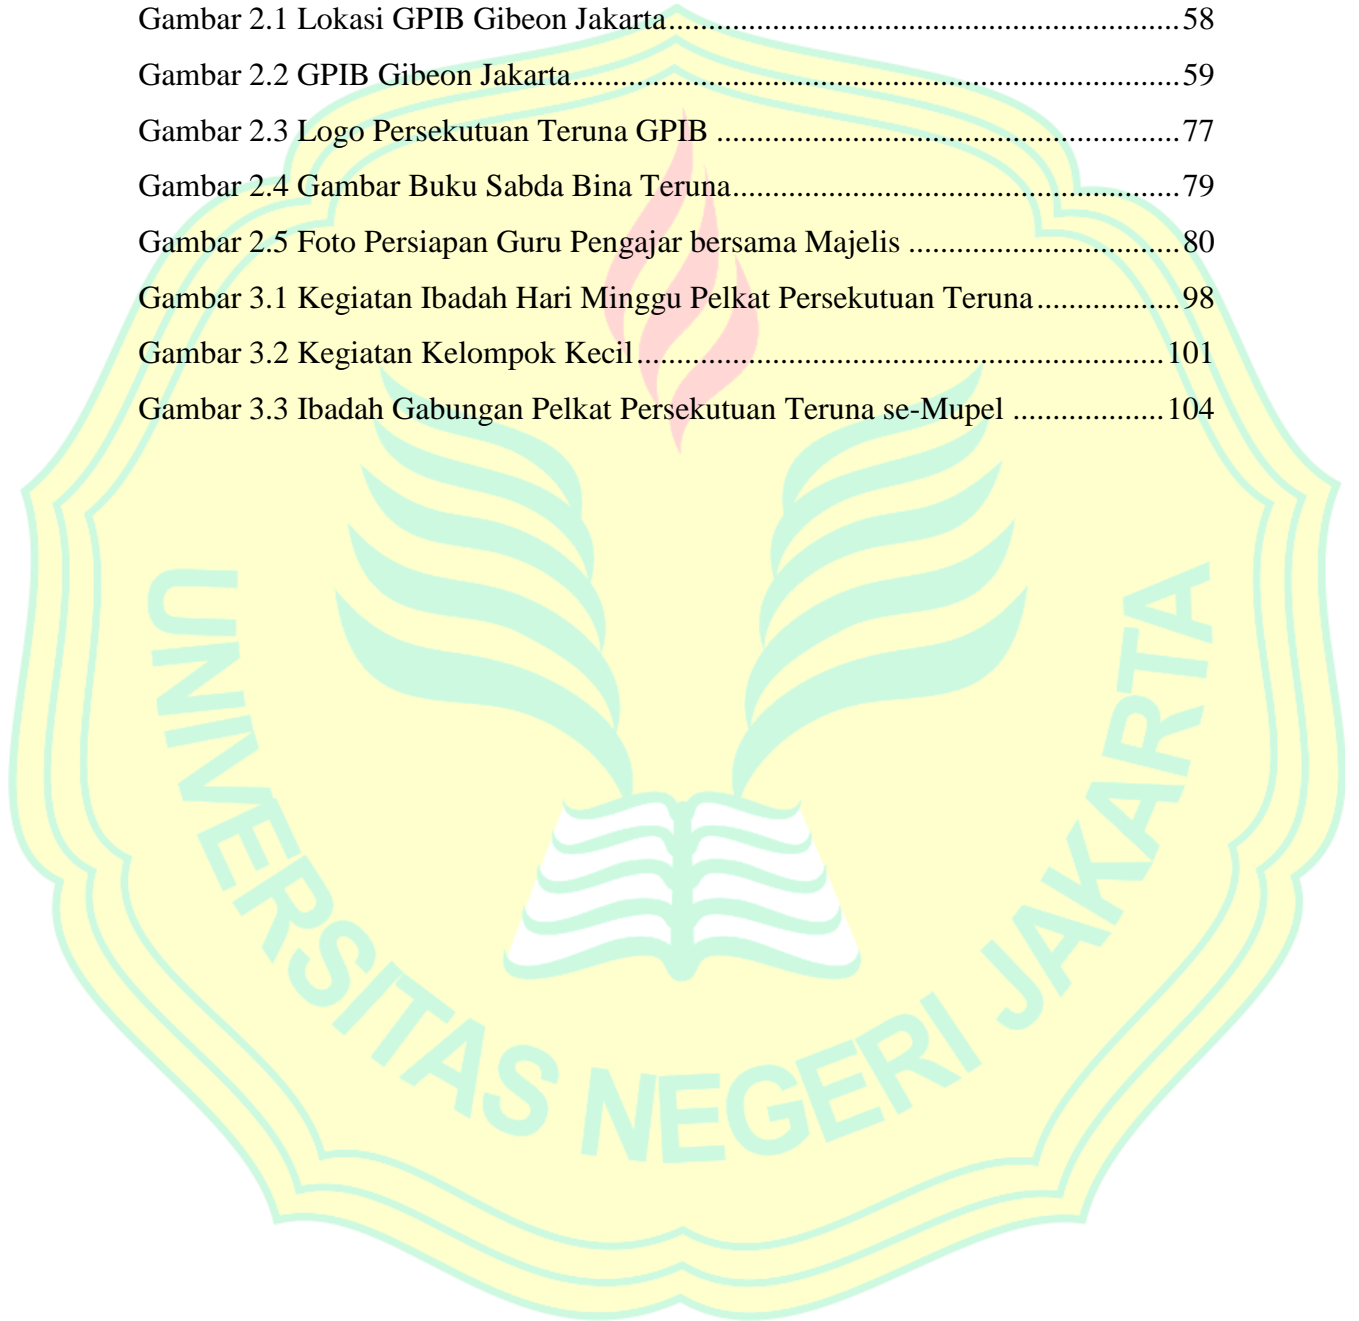 Gambar 2.1 Lokasi GPIB Gibeon Jakarta................................................................58
Gambar 2.2 GPIB Gibeon Jakarta............................................................................59
Gambar 2.3 Logo Persekutuan Teruna GPIB ..........................................................77
Gambar 2.4 Gambar Buku Sabda Bina Teruna........................................................79
Gambar 2.5 Foto Persiapan Guru Pengajar bersama Majelis ..................................80
Gambar 3.1 Kegiatan Ibadah Hari Minggu Pelkat Persekutuan Teruna..................98
Gambar 3.2 Kegiatan Kelompok Kecil..................................................................101
Gambar 3.3 Ibadah Gabungan Pelkat Persekutuan Teruna se-Mupel ...................104
UNIVERSITAS NEGERI JAKARTA